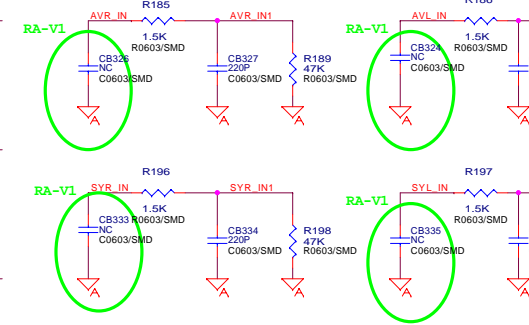 R185
AVR_IN
AVR_IN1
RA-V1
1.5K
R0603/SMD
CB326
NC
C0603/SMD
CB327
220P
C0603/SMD
R189
47K
R0603/SMD
A
A
A
AVL_IN
RA-V1
1.5K
R0603/SMD
CB324
NC
C0603/SMD
A
A
R196
SYR_IN
SYR_IN1
RA-V1
1.5K
R0603/SMD
CB333
NC
C0603/SMD
CB334
220P
C0603/SMD
R198
47K
R0603/SMD
A
A
A
R197
SYL_IN
RA-V1
1.5K
R0603/SMD
CB335
NC
C0603/SMD
A
A